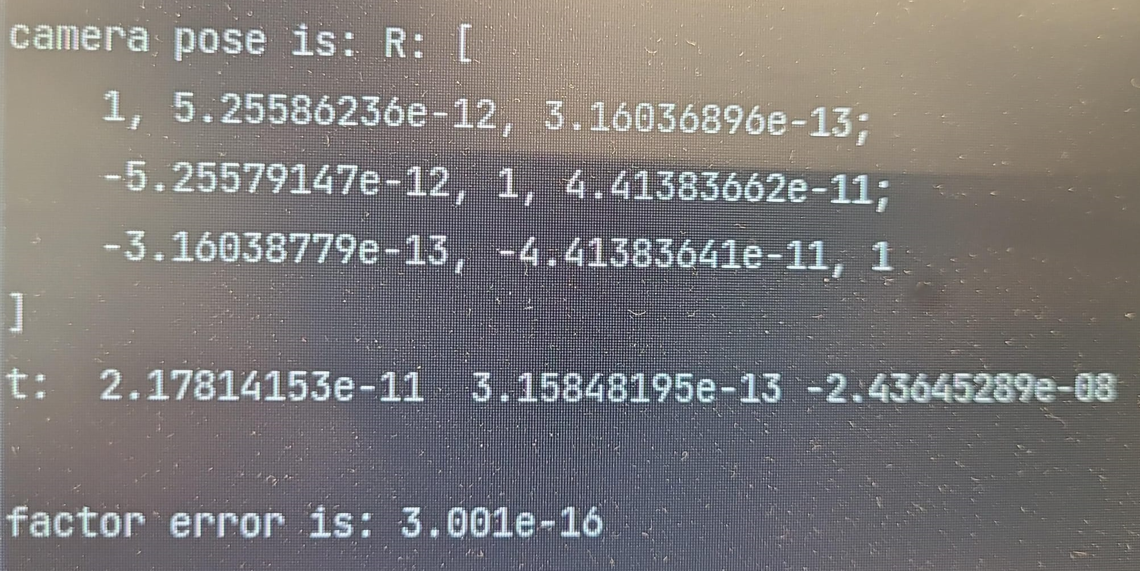 camera pose is: R: [
1, 5.25586236e-12, 3.16036896e-13;
-5.25579147e-12, 1, 4.41383662e-11;
-3.16038779e-13, -4.41383641e-11, 1
]
t: 2.17814153e-11 3.15848195e-13 -2.43645289e-08
factor error is: 3.001e-16